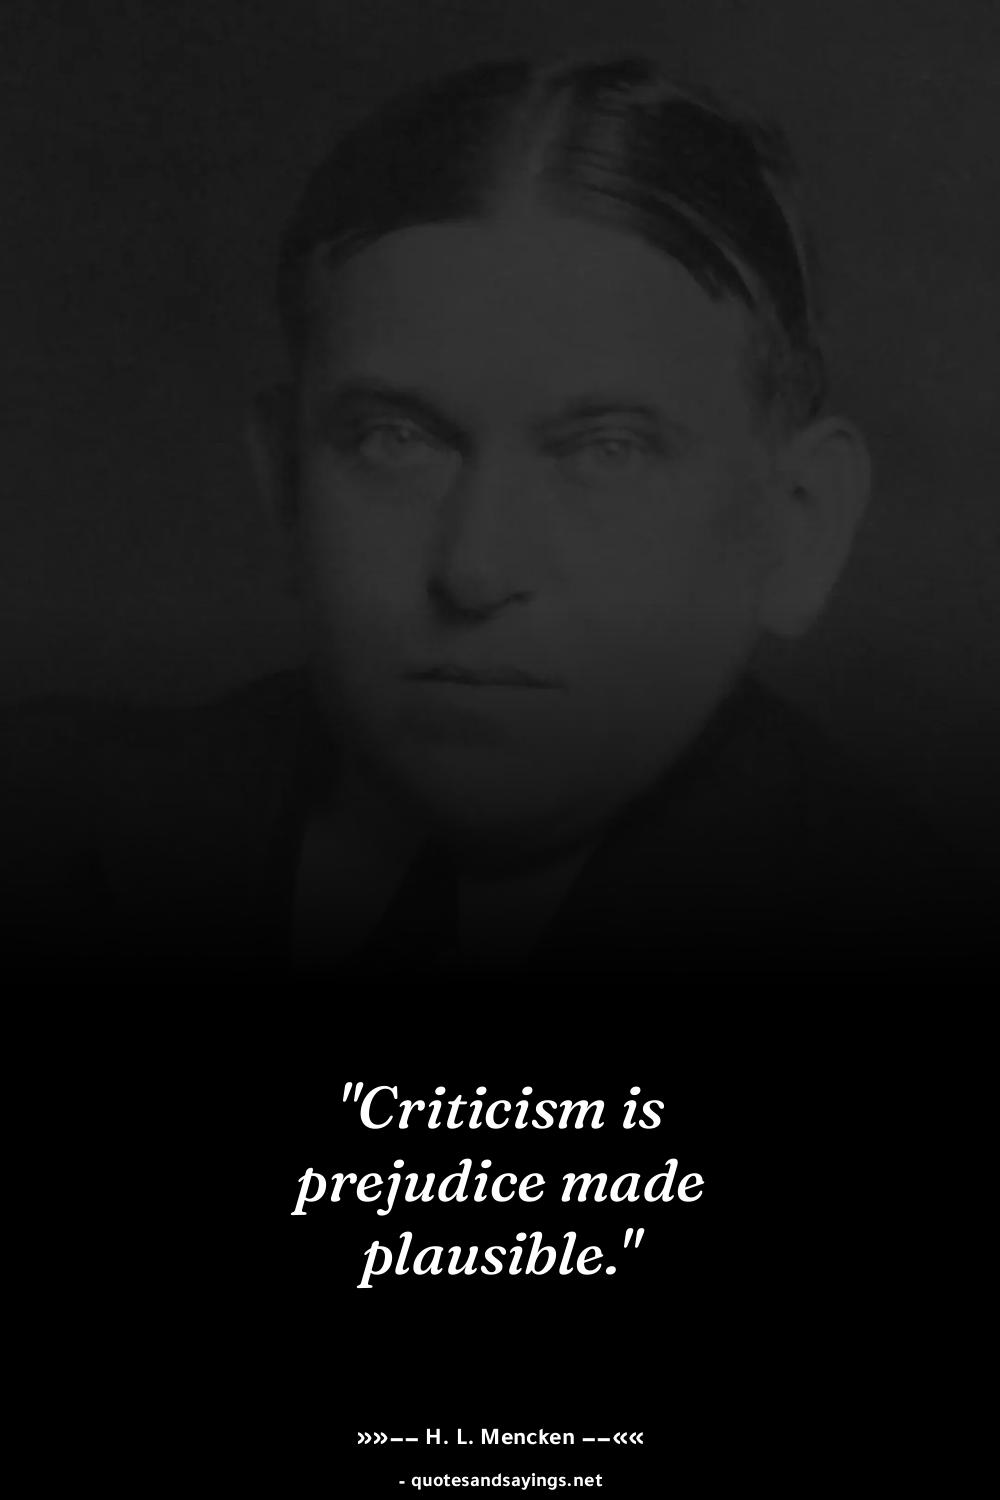 "Criticism is
prejudice made
plausible."
»»–– H. L. Mencken ––««
- quotesandsayings.net